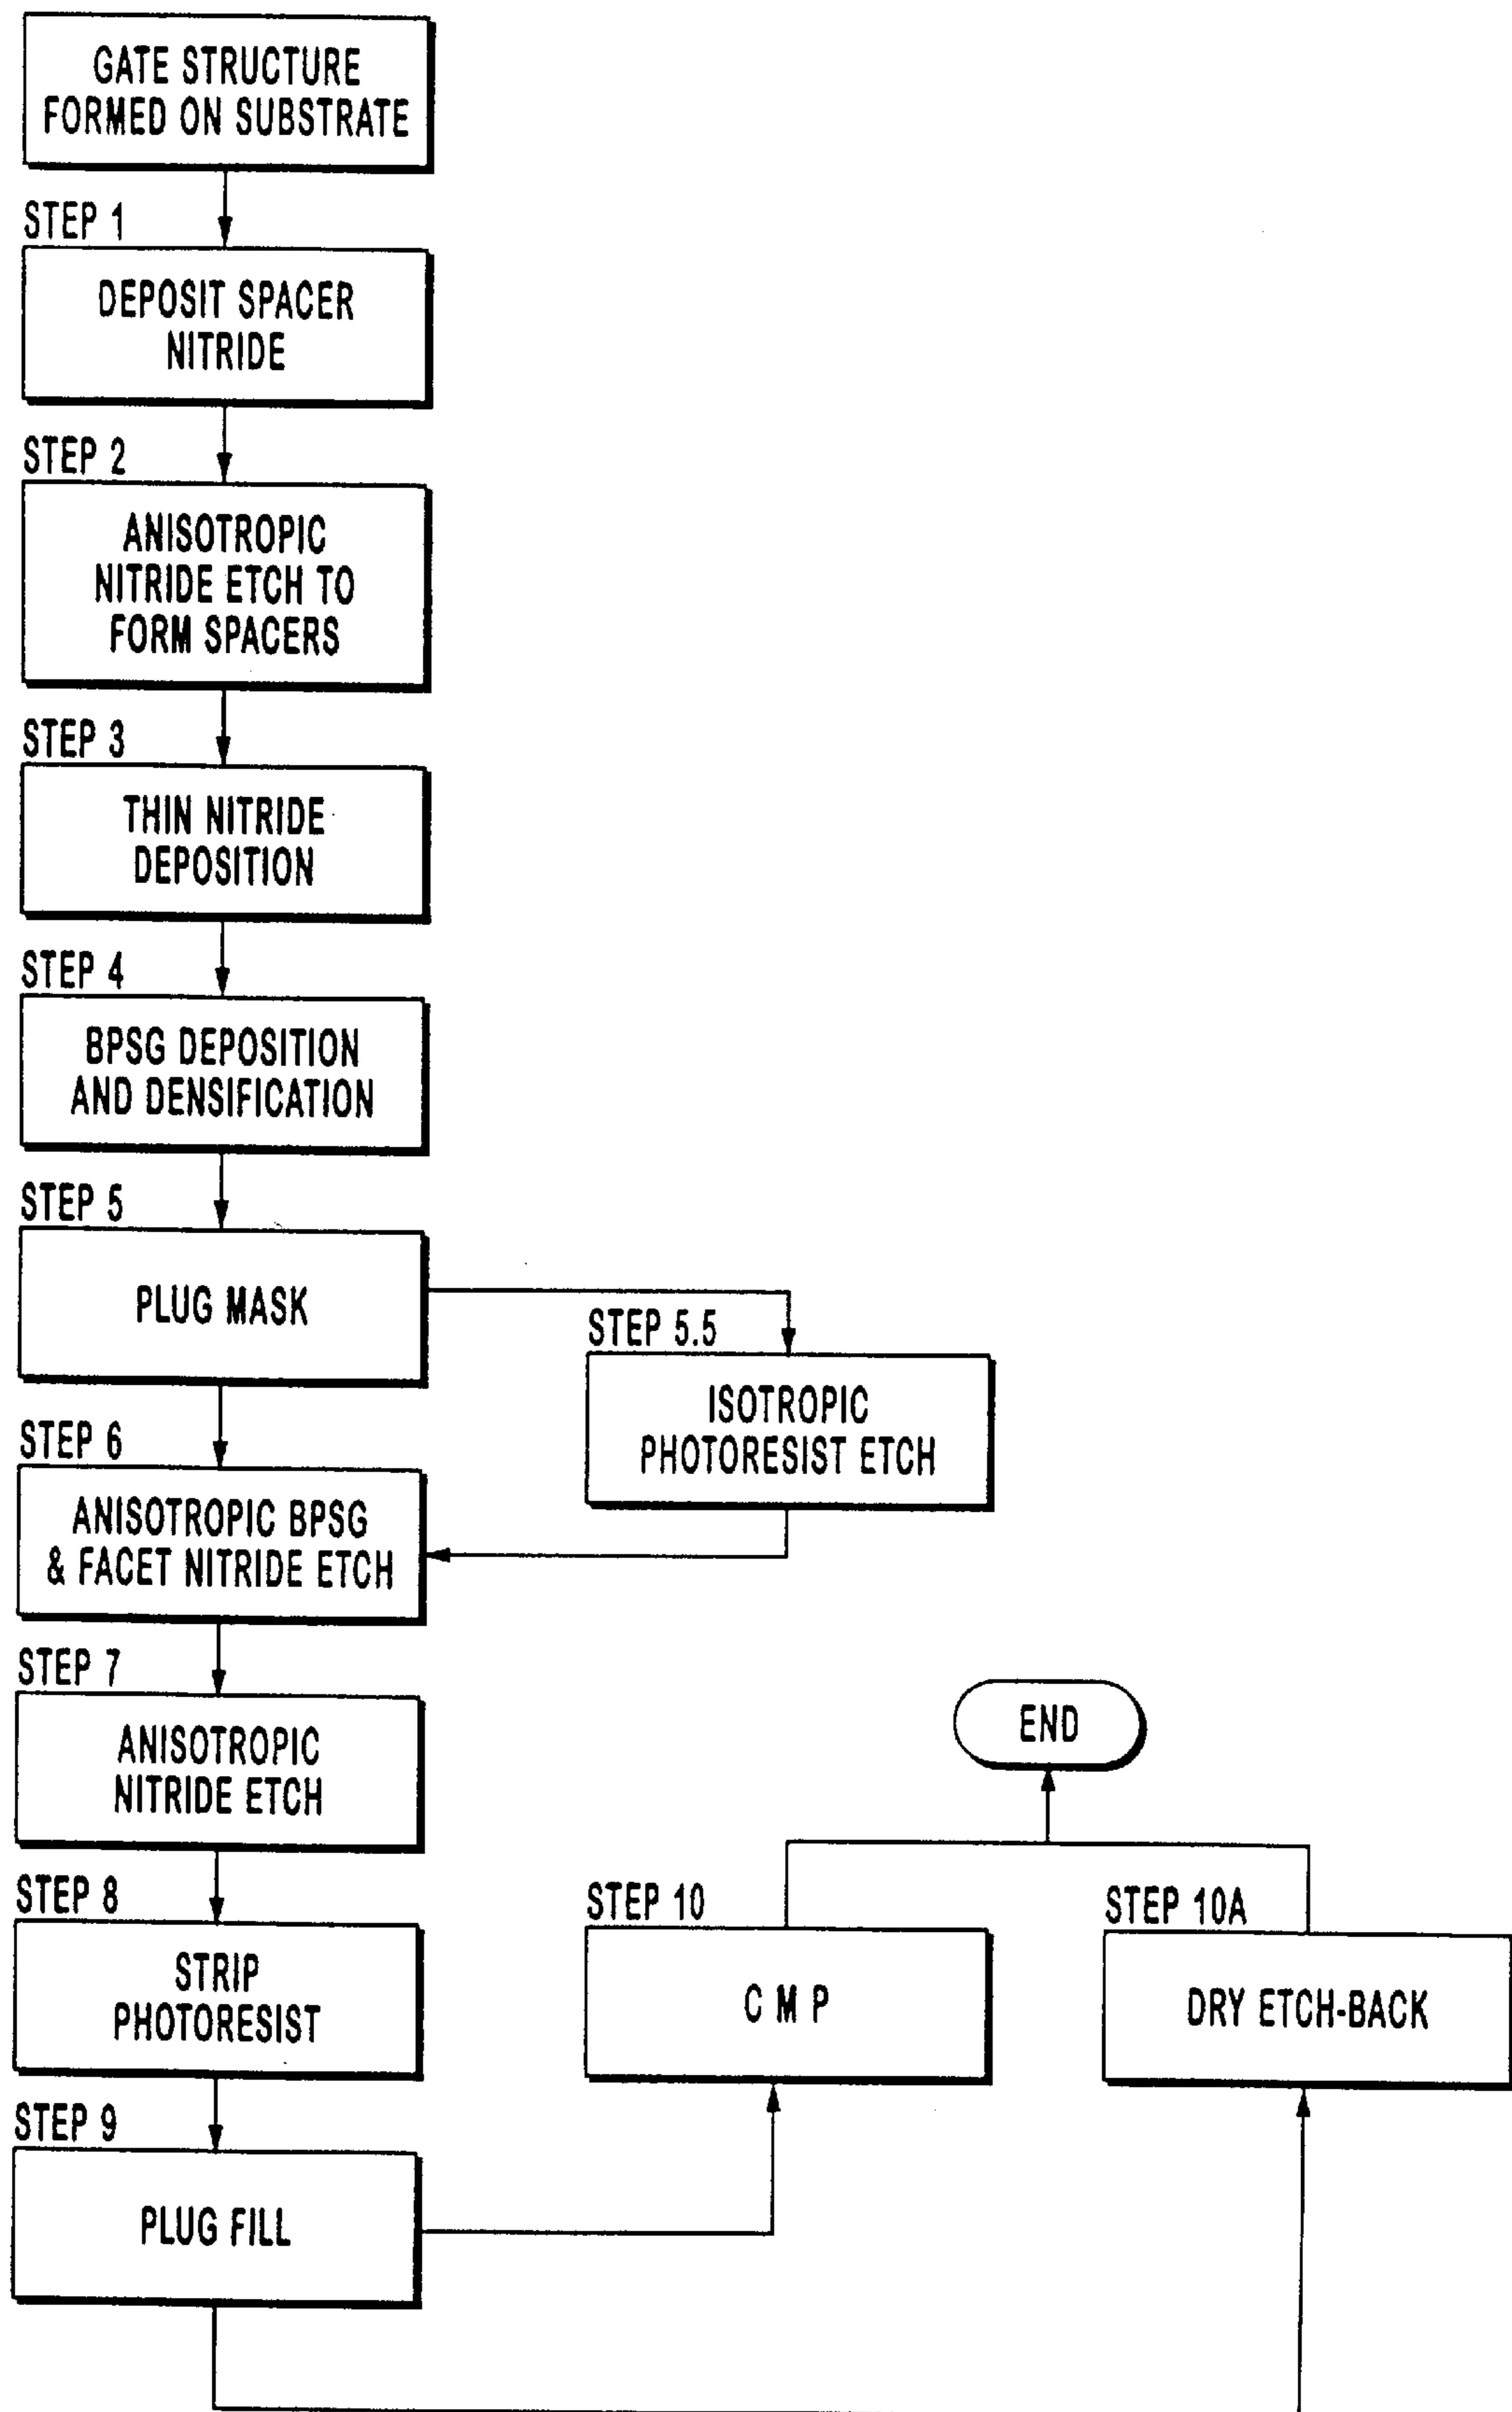 GATE STRUCTURE
FORMED ON SUBSTRATE
STEP 1
DEPOSIT SPACER
NITRIDE
STEP 2
ANISOTROPIC
NITRIDE ETCH TO
FORM SPACERS
STEP 3
THIN NITRIDE
DEPOSITION
STEP 4
BPSG DEPOSITION
AND DENSIFICATION
STEP 5
PLUG MASK
STEP 5.5
ISOTROPIC
PHOTORESIST ETCH
STEP 6
ANISOTROPIC BPSG
& FACET NITRIDE ETCH
STEP 7
ANISOTROPIC
NITRIDE ETCH
STEP 8
STRIP
PHOTORESIST
STEP 9
PLUG FILL
STEP 10
C M P
STEP 10A
DRY ETCH-BACK
END